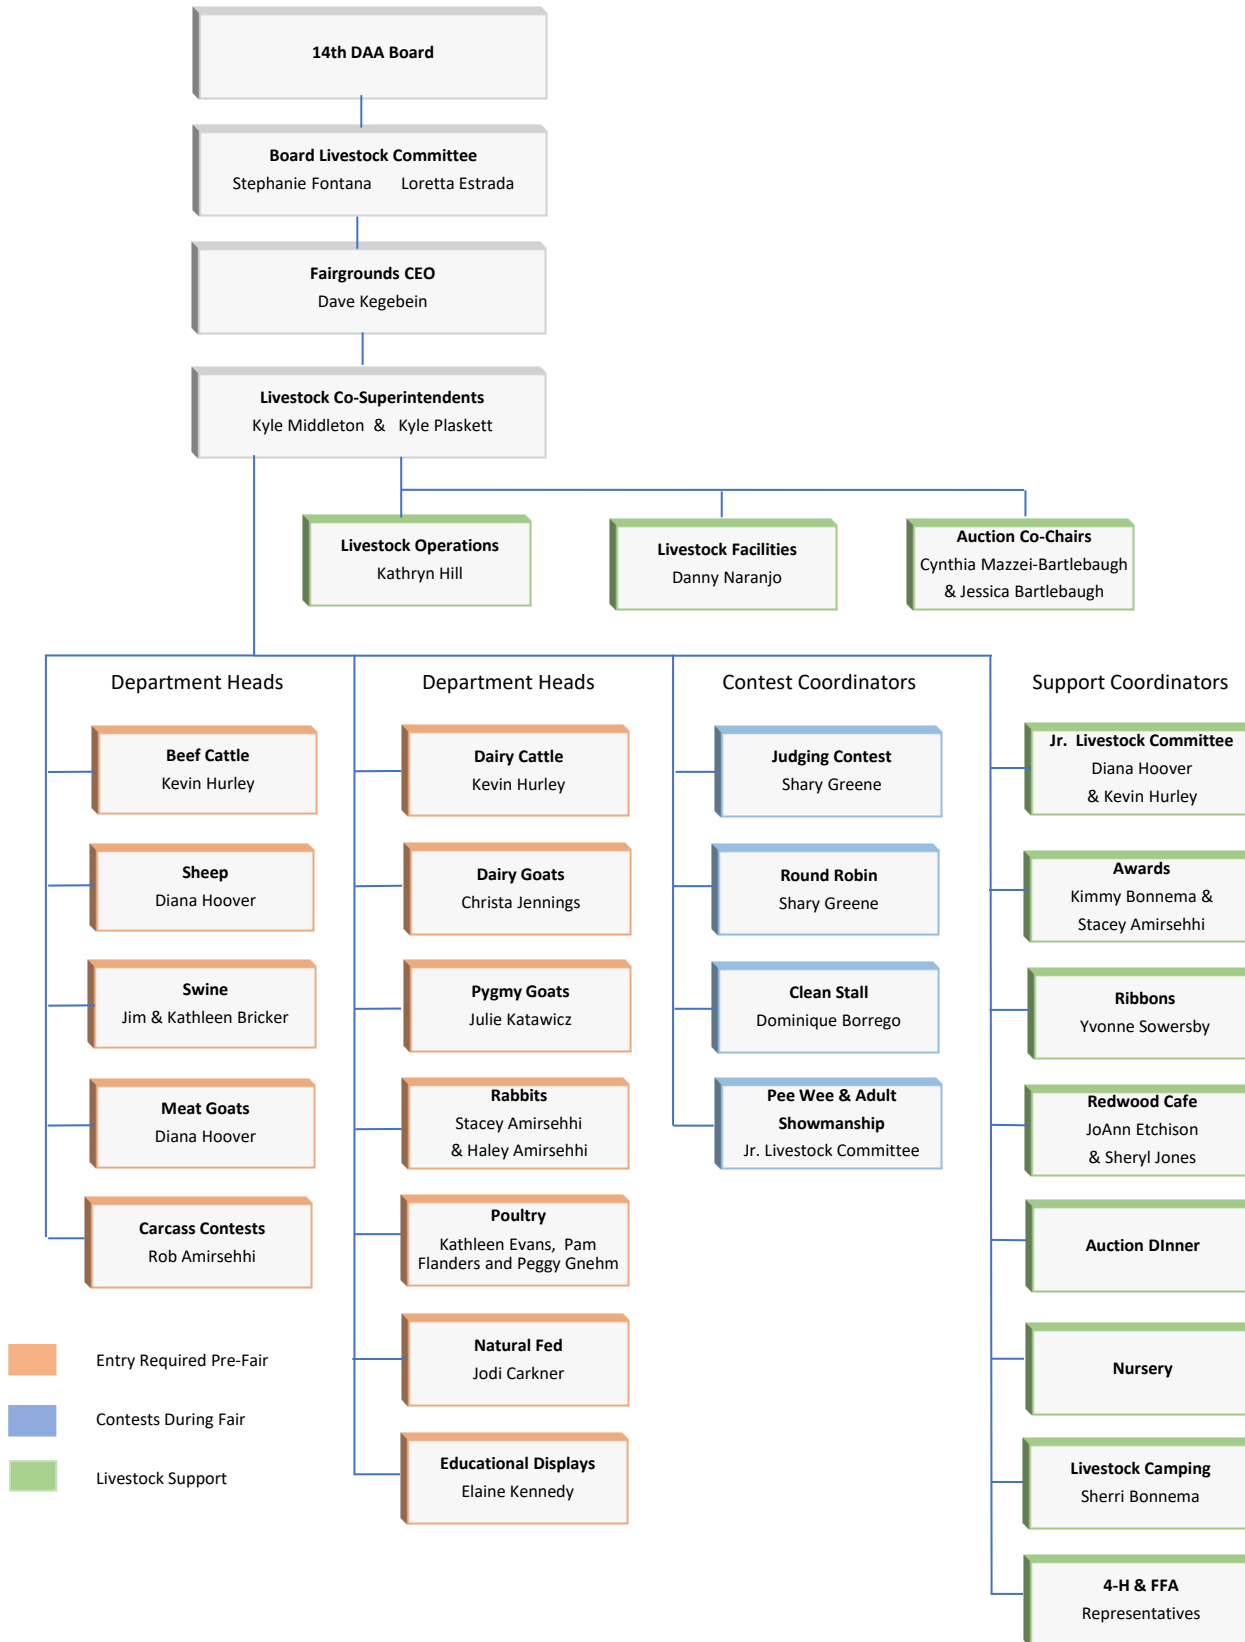 14th DAA Board
Board Livestock Committee
Stephanie Fontana Loretta Estrada
Fairgrounds CEO
Dave Kegebein
Livestock Co-Superintendents
Kyle Middleton & Kyle Plaskett
Livestock Operations
Kathryn Hill
Livestock Facilities
Danny Naranjo
Auction Co-Chairs
Cynthia Mazzei-Bartlebaugh
& Jessica Bartlebaugh
Department Heads
Beef Cattle
Kevin Hurley
Sheep
Diana Hoover
Swine
Jim & Kathleen Bricker
Meat Goats
Diana Hoover
Carcass Contests
Rob Amirsehhi
Department Heads
Dairy Cattle
Kevin Hurley
Dairy Goats
Christa Jennings
Pygmy Goats
Julie Katawicz
Rabbits
Stacey Amirsehhi
& Haley Amirsehhi
Poultry
Kathleen Evans, Pam
Flanders and Peggy Gnehm
Natural Fed
Jodi Carkner
Educational Displays
Elaine Kennedy
Contest Coordinators
Judging Contest
Shary Greene
Round Robin
Shary Greene
Clean Stall
Dominique Borrego
Pee Wee & Adult
Showmanship
Jr. Livestock Committee
Support Coordinators
Jr. Livestock Committee
Diana Hoover
& Kevin Hurley
Awards
Kimmy Bonnema &
Stacey Amirsehhi
Ribbons
Yvonne Sowersby
Redwood Cafe
JoAnn Etchison
& Sheryl Jones
Auction DInner
Nursery
Livestock Camping
Sherri Bonnema
4-H & FFA
Representatives
Entry Required Pre-Fair
Contests During Fair
Livestock Support